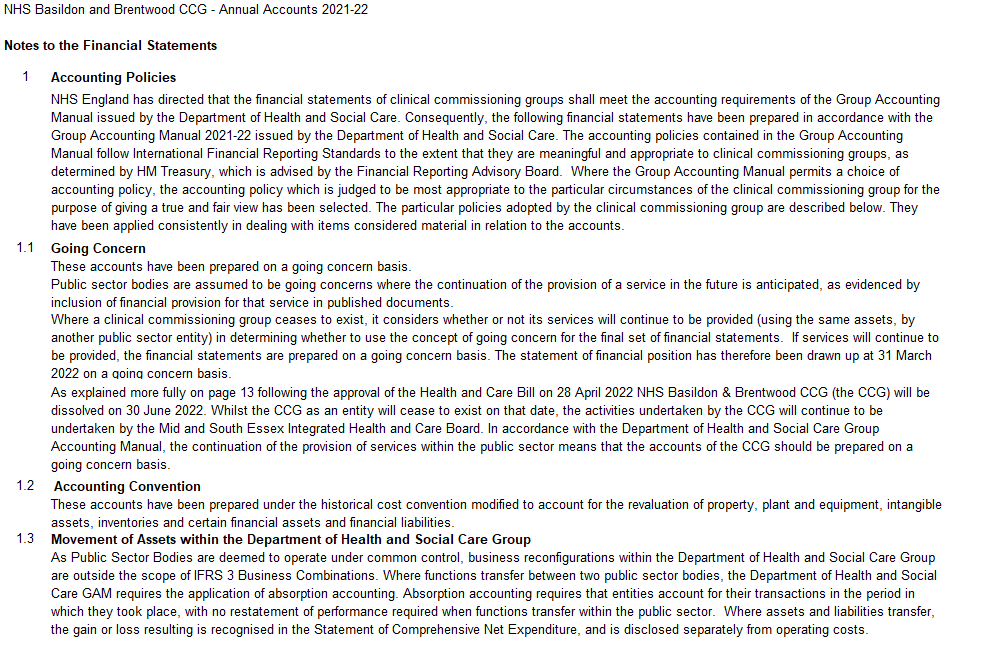 NHS Basildon and Brentwood CCG - Annual Accounts 2021-22
Notes to the Financial Statements
1 Accounting Policies
NHS England has directed that the financial statements of clinical commissioning groups shall meet the accounting requirements of the Group Accounting
Manual issued by the Department of Health and Social Care. Consequently, the following financial statements have been prepared in accordance with the
Group Accounting Manual 2021-22 issued by the Department of Health and Social Care. The accounting policies contained in the Group Accounting
Manual follow International Financial Reporting Standards to the extent that they are meaningful and appropriate to clinical commissioning groups, as
determined by HM Treasury, which is advised by the Financial Reporting Advisory Board. Where the Group Accounting Manual permits a choice of
accounting policy, the accounting policy which is judged to be most appropriate to the particular circumstances of the clinical commissioning group for the
purpose of giving a true and fair view has been selected. The particular policies adopted by the clinical commissioning group are described below. They
have been applied consistently in dealing with items considered material in relation to the accounts.
1.1 Going Concern
These accounts have been prepared on a going concern basis.
Public sector bodies are assumed to be going concerns where the continuation of the provision of a service in the future is anticipated, as evidenced by
inclusion of financial provision for that service in published documents.
Where a clinical commissioning group ceases to exist, it considers whether or not its services will continue to be provided (using the same assets, by
another public sector entity) in determining whether to use the concept of going concern for the final set of financial statements. If services will continue to
be provided, the financial statements are prepared on a going concern basis. The statement of financial position has therefore been drawn up at 31 March
2022 on a going concern basis.
As explained more fully on page 13 following the approval of the Health and Care Bill on 28 April 2022 NHS Basildon & Brentwood CCG (the CCG) will be
dissolved on 30 June 2022. Whilst the CCG as an entity will cease to exist on that date, the activities undertaken by the CCG will continue to be
undertaken by the Mid and South Essex Integrated Health and Care Board. In accordance with the Department of Health and Social Care Group
Accounting Manual, the continuation of the provision of services within the public sector means that the accounts of the CCG should be prepared on a
going concern basis.
1.2 Accounting Convention
These accounts have been prepared under the historical cost convention modified to account for the revaluation of property, plant and equipment, intangible
assets, inventories and certain financial assets and financial liabilities.
1.3 Movement of Assets within the Department of Health and Social Care Group
As Public Sector Bodies are deemed to operate under common control, business reconfigurations within the Department of Health and Social Care Group
are outside the scope of IFRS 3 Business Combinations. Where functions transfer between two public sector bodies, the Department of Health and Social
Care GAM requires the application of absorption accounting. Absorption accounting requires that entities account for their transactions in the period in
which they took place, with no restatement of performance required when functions transfer within the public sector. Where assets and liabilities transfer,
the gain or loss resulting is recognised in the Statement of Comprehensive Net Expenditure, and is disclosed separately from operating costs.